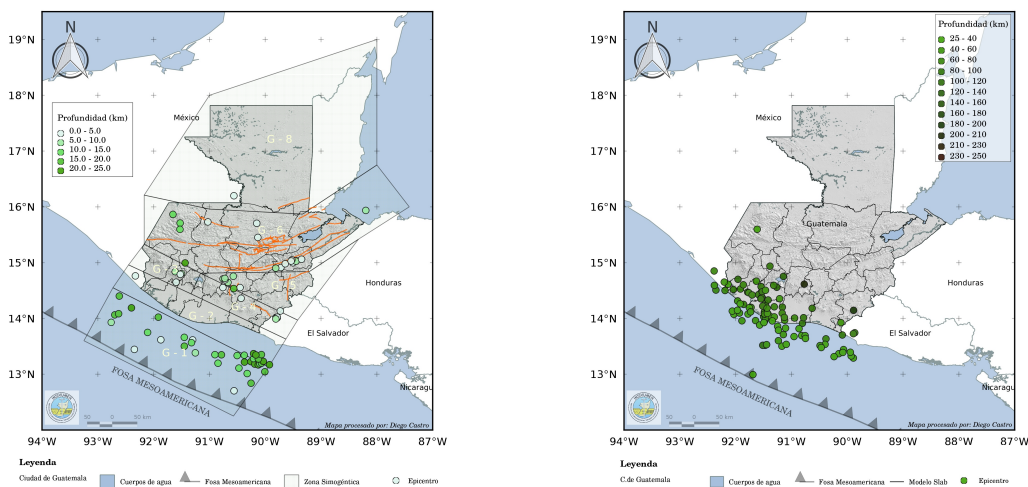 19°N
18°N
17°N
16°N
15°N
14°N
13°N
94°W
93°W
92°W
91°W
90°W
89°W
88°W
87°W
N
Profundidad (km)
0.0 - 5.0
5.0 - 10.0
10.0 - 15.0
15.0 - 20.0
20.0 - 25.0
México
G - 8
Honduras
El Salvador
G - 1
FOSA MESOAMERICANA
Nicaragu
50 0 50 km
Mapa procesado por: Diego Castro
Leyenda
Ciudad de Guatemala
Cuerpos de agua
Fosa Mesoamericana
Zona Simogéntica
Epicentro
19°N
18°N
17°N
16°N
15°N
14°N
13°N
94°W
93°W
92°W
91°W
90°W
89°W
88°W
87°W
N
Profundidad (km)
25 - 40
40 - 60
60 - 80
80 - 100
100 - 120
120 - 140
140 - 160
160 - 180
180 - 200
200 - 210
210 - 230
230 - 250
México
Guatemala
Honduras
El Salvador
FOSA MESOAMERICANA
Nicaragu
50 0 50 km
Mapa procesado por: Diego Castro
Leyenda
C.de Guatemala
Cuerpos de agua
Fosa Mesoamericana
Modelo Slab
Epicentro